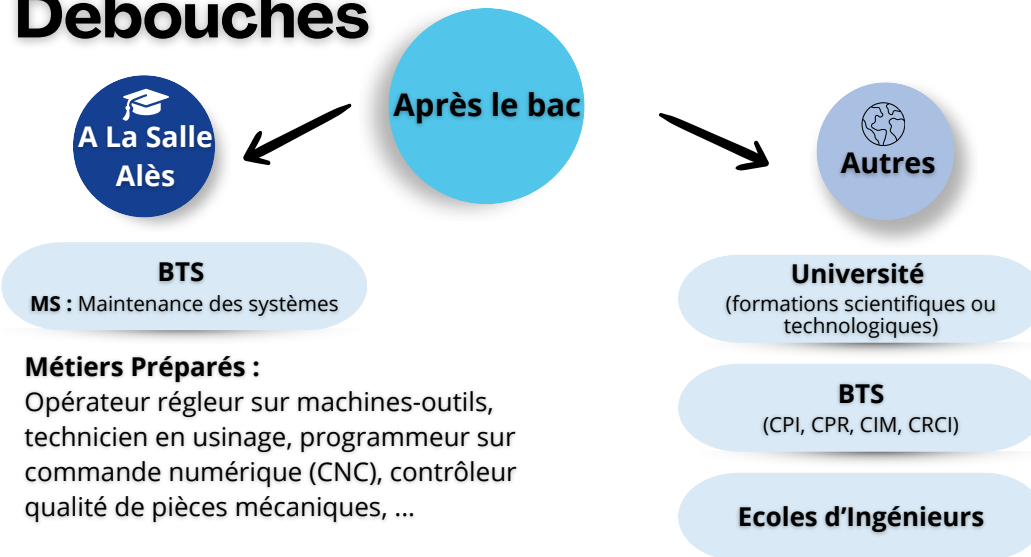 Débouchés
Après le bac
A La Salle
Alès
BTS
MS : Maintenance des systèmes
Métiers Préparés :
Opérateur régleur sur machines-outils,
technicien en usinage, programmeur sur
commande numérique (CNC), contrôleur
qualité de pièces mécaniques, ...
Autres
Université
(formations scientifiques ou
technologiques)
BTS
(CPI, CPR, CIM, CRCI)
Ecoles d’Ingénieurs